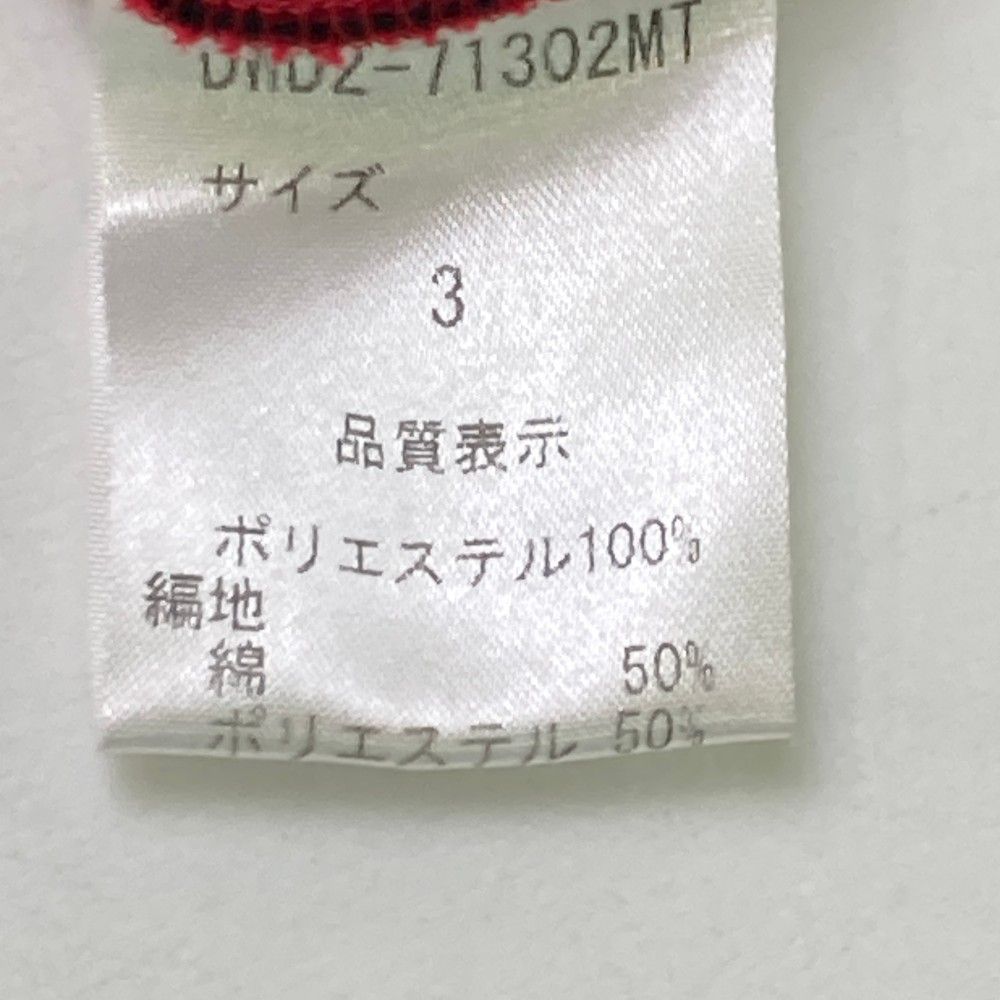 DWD2-71302MT
サイズ
3
品質表示
ポリエステル100%
編地
綿 50%
ポリエステル 50%